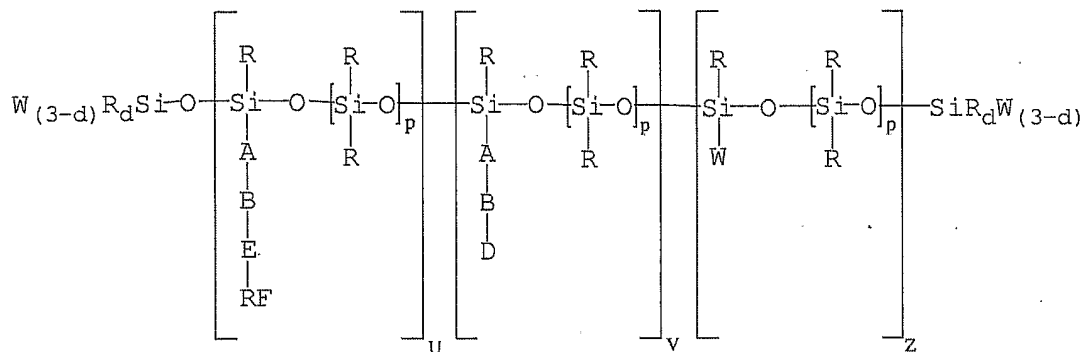 R R R R R R
W(3-d)RdSi—O—Si—O—[Si—O]p—Si—O—[Si—O]p—Si—O—[Si—O]p—SiRdW(3-d)
A R A R W R
B B
E D
RF
U V Z